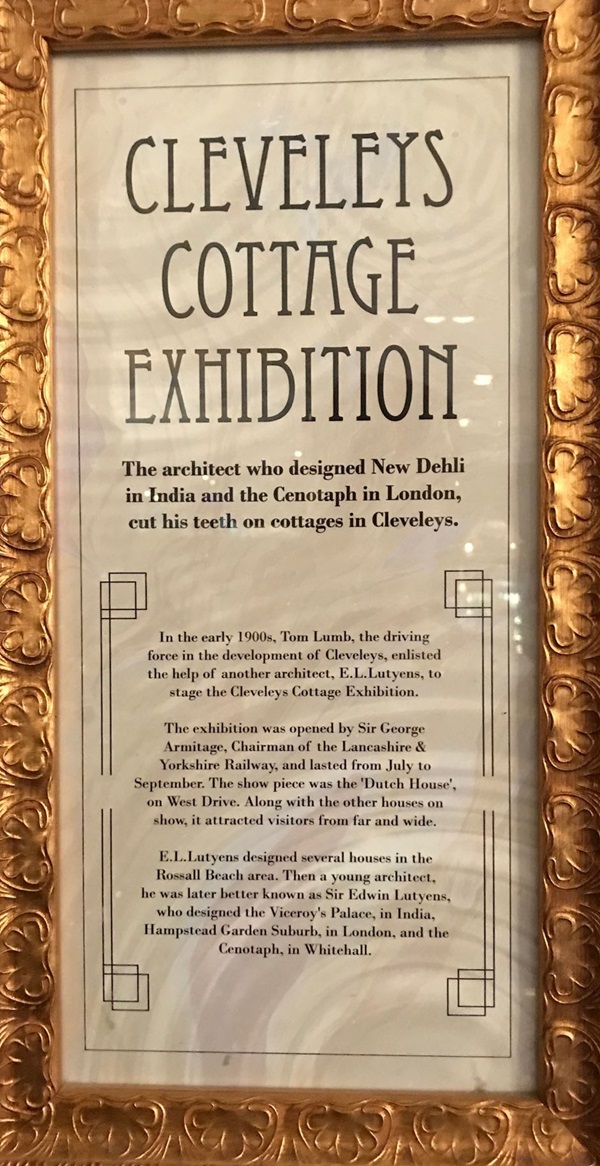 CLEVELEYS
COTTAGE
EXHIBITION
The architect who designed New Dehli
in India and the Cenotaph in London,
cut his teeth on cottages in Cleveleys.
In the early 1900s, Tom Lumb, the driving
force in the development of Cleveleys, enlisted
the help of another architect, E.L.Lutyens, to
stage the Cleveleys Cottage Exhibition.
The exhibition was opened by Sir George
Armitage, Chairman of the Lancashire &
Yorkshire Railway, and lasted from July to
September. The show piece was the 'Dutch House',
on West Drive. Along with the other houses on
show, it attracted visitors from far and wide.
E.L.Lutyens designed several houses in the
Rossall Beach area. Then a young architect,
he was later better known as Sir Edwin Lutyens,
who designed the Viceroy's Palace, in India,
Hampstead Garden Suburb, in London, and the
Cenotaph, in Whitehall.